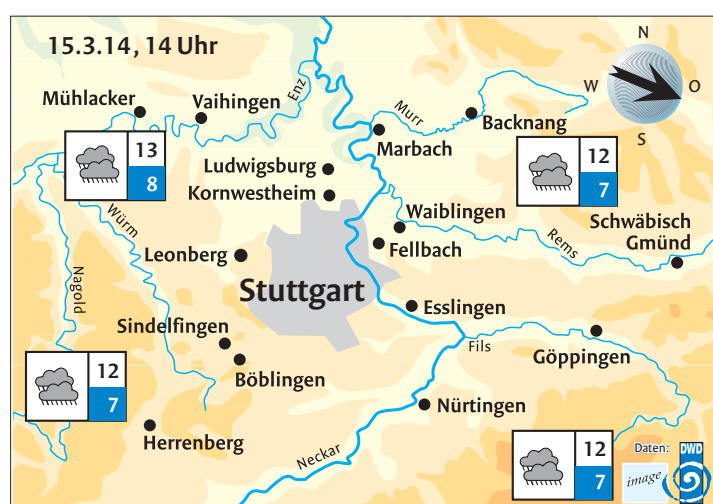 15.3.14, 14 Uhr
N
W
O
S
Enz
Mühlacker
Vaihingen
Murr
Backnang
Marbach
13
8
12
7
Ludwigsburg
Kornwestheim
Würm
Waiblingen
Rems
Schwäbisch
Gmünd
Fellbach
Leonberg
Nagold
Stuttgart
Esslingen
Sindelfingen
Fils
Göppingen
Böblingen
12
7
Nürtingen
Herrenberg
Neckar
12
7
Daten:
DWD
image